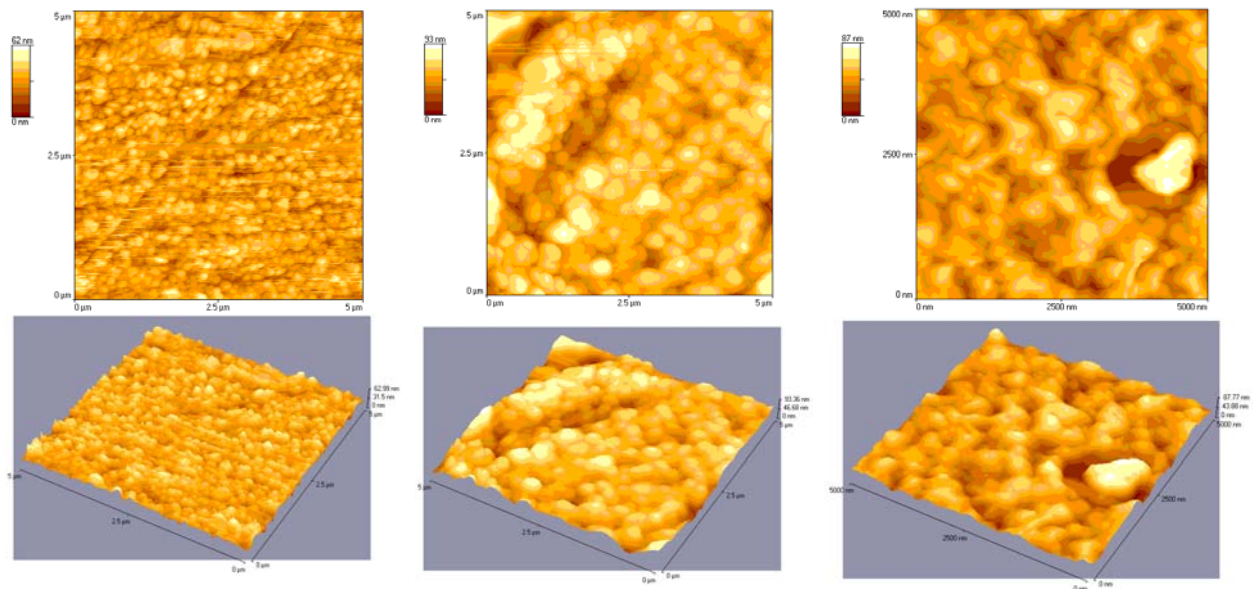 5 µm
62 nm
0 nm
2.5 µm
0 µm
0 µm
2.5 µm
5 µm
5 µm
93 nm
0 nm
2.5 µm
0 µm
0 µm
2.5 µm
5 µm
5000 nm
87 nm
0 nm
2500 nm
0 nm
0 nm
2500 nm
5000 nm
62.99 nm
31.5 nm
0 nm
5 µm
5 µm
2.5 µm
2.5 µm
0 µm
0 µm
93.36 nm
46.68 nm
0 nm
5 µm
5 µm
2.5 µm
2.5 µm
0 µm
0 µm
87.77 nm
43.88 nm
0 nm
5000 nm
5000 nm
2500 nm
2500 nm
0 nm
0 nm